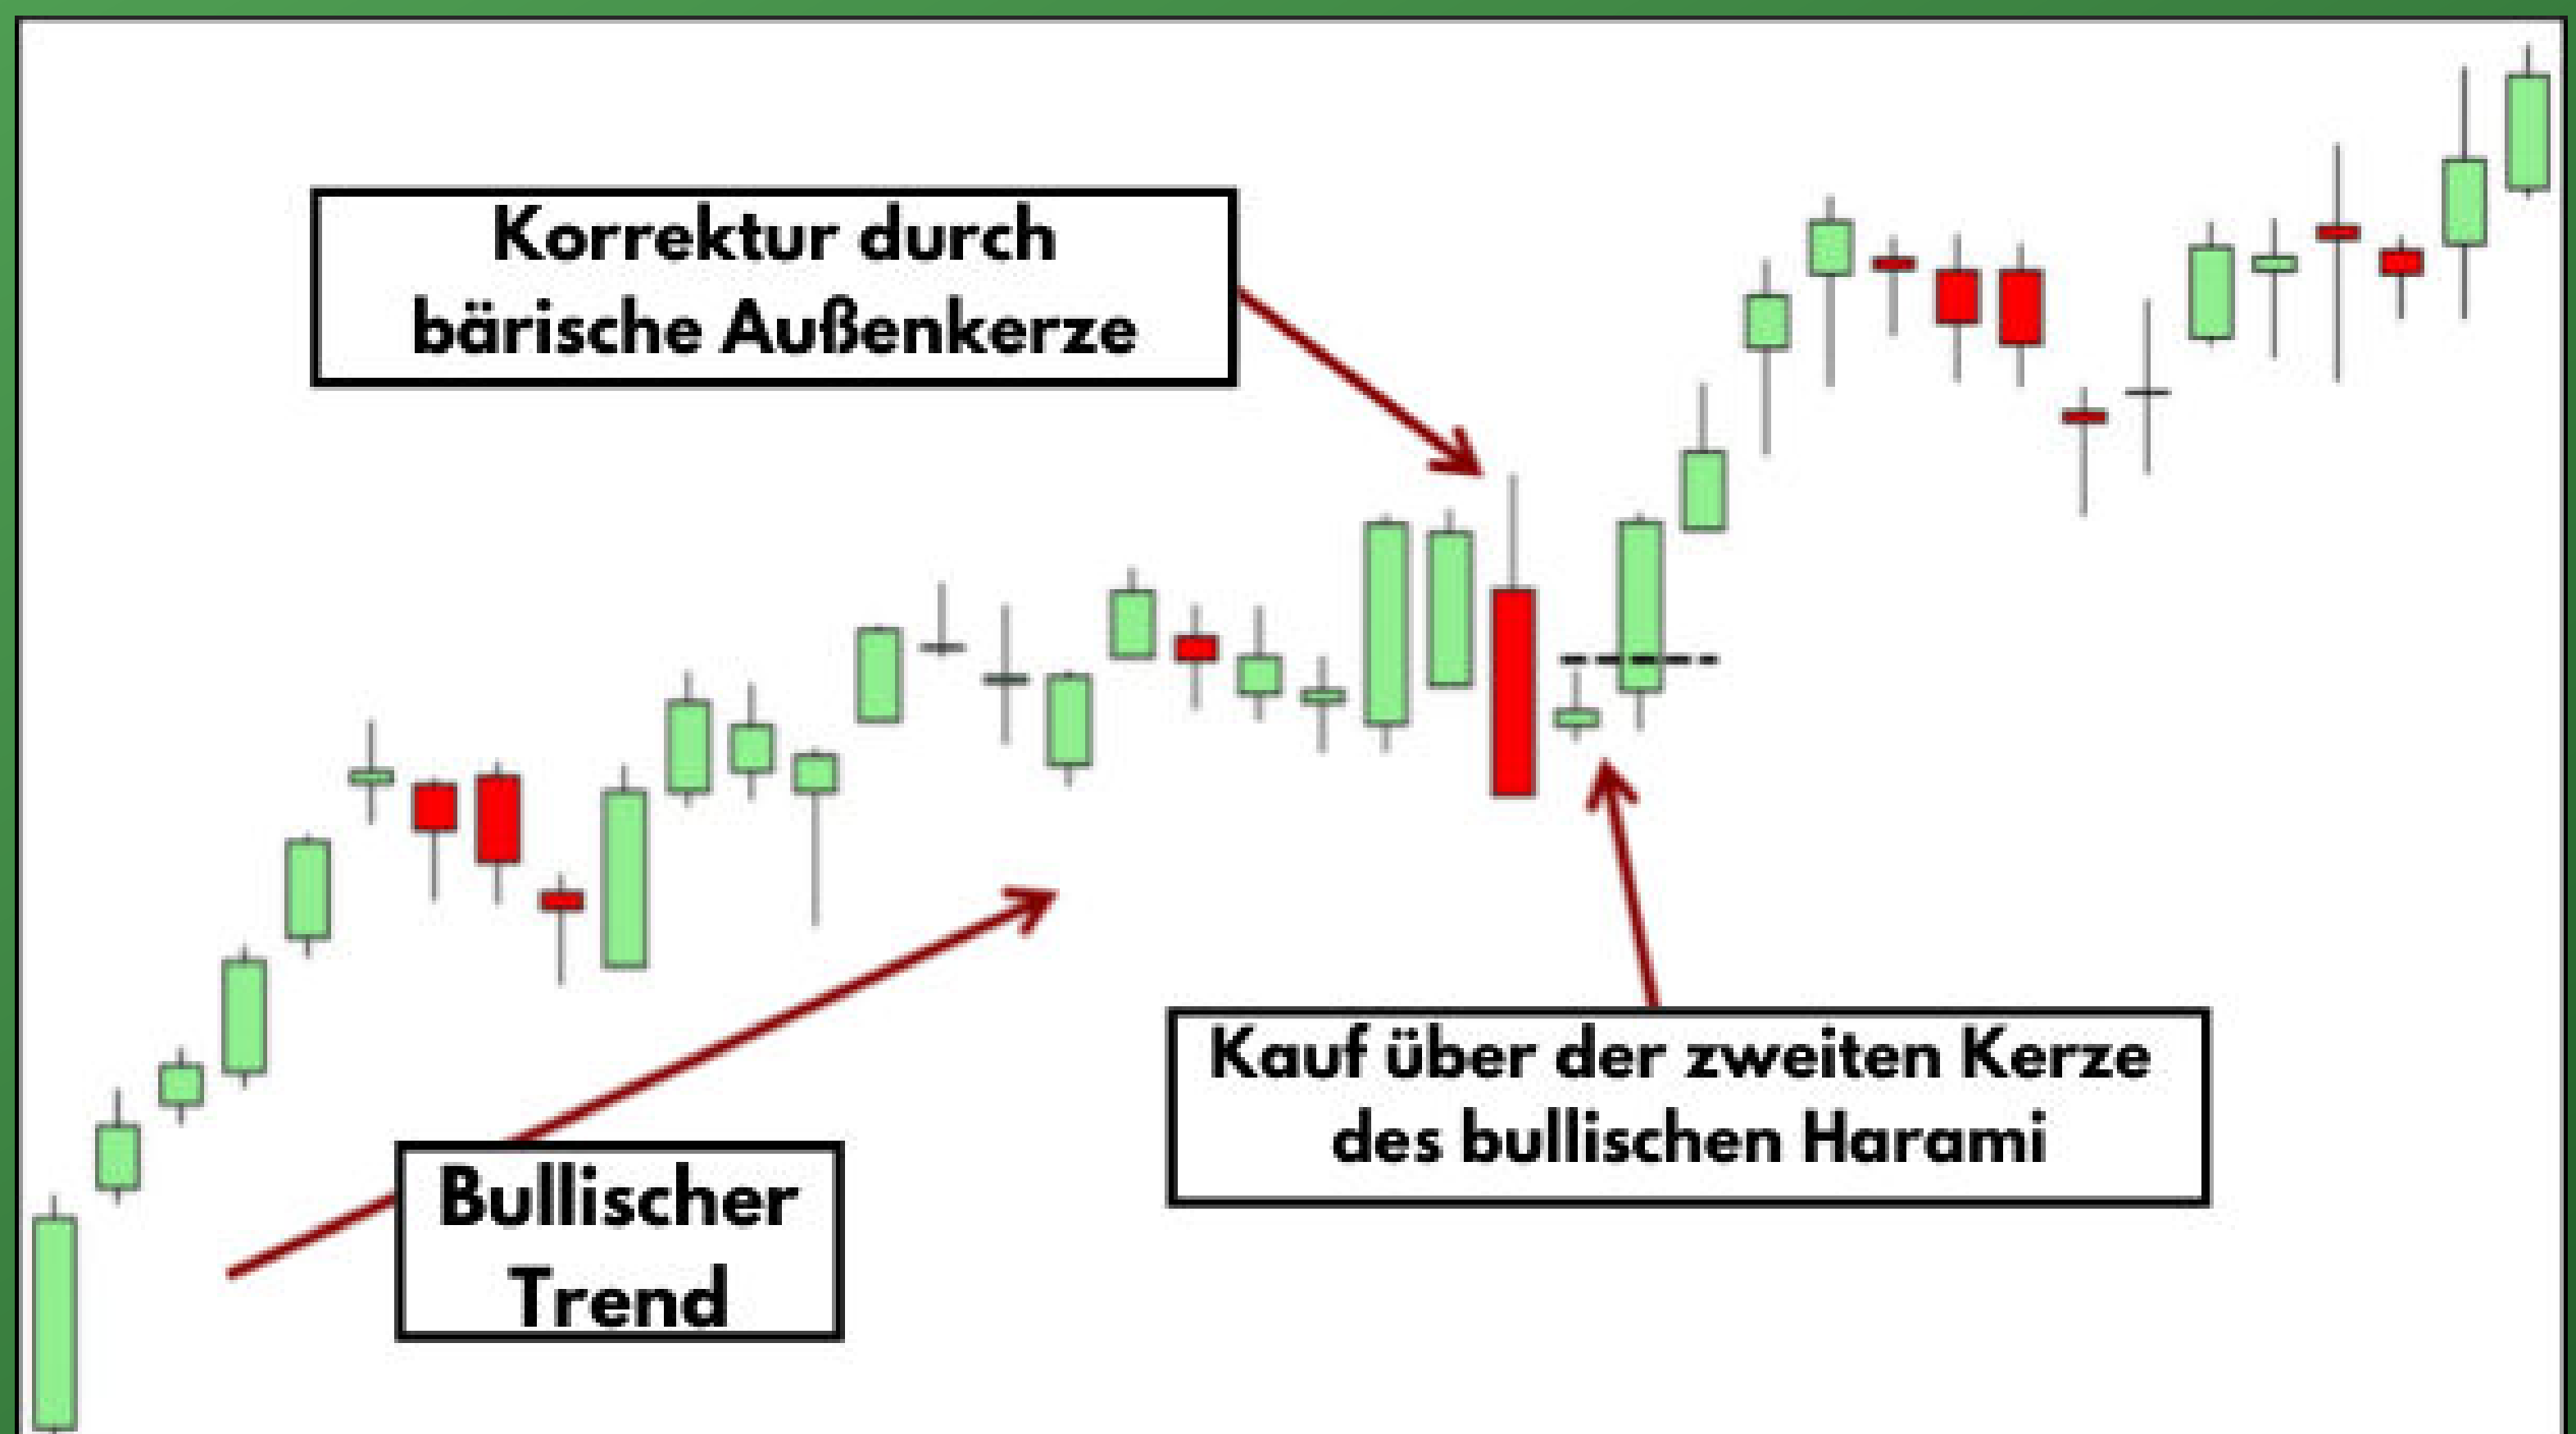 Korrektur durch
bärische Außenkerze
Kauf über der zweiten Kerze
des bullischen Harami
Bullischer
Trend